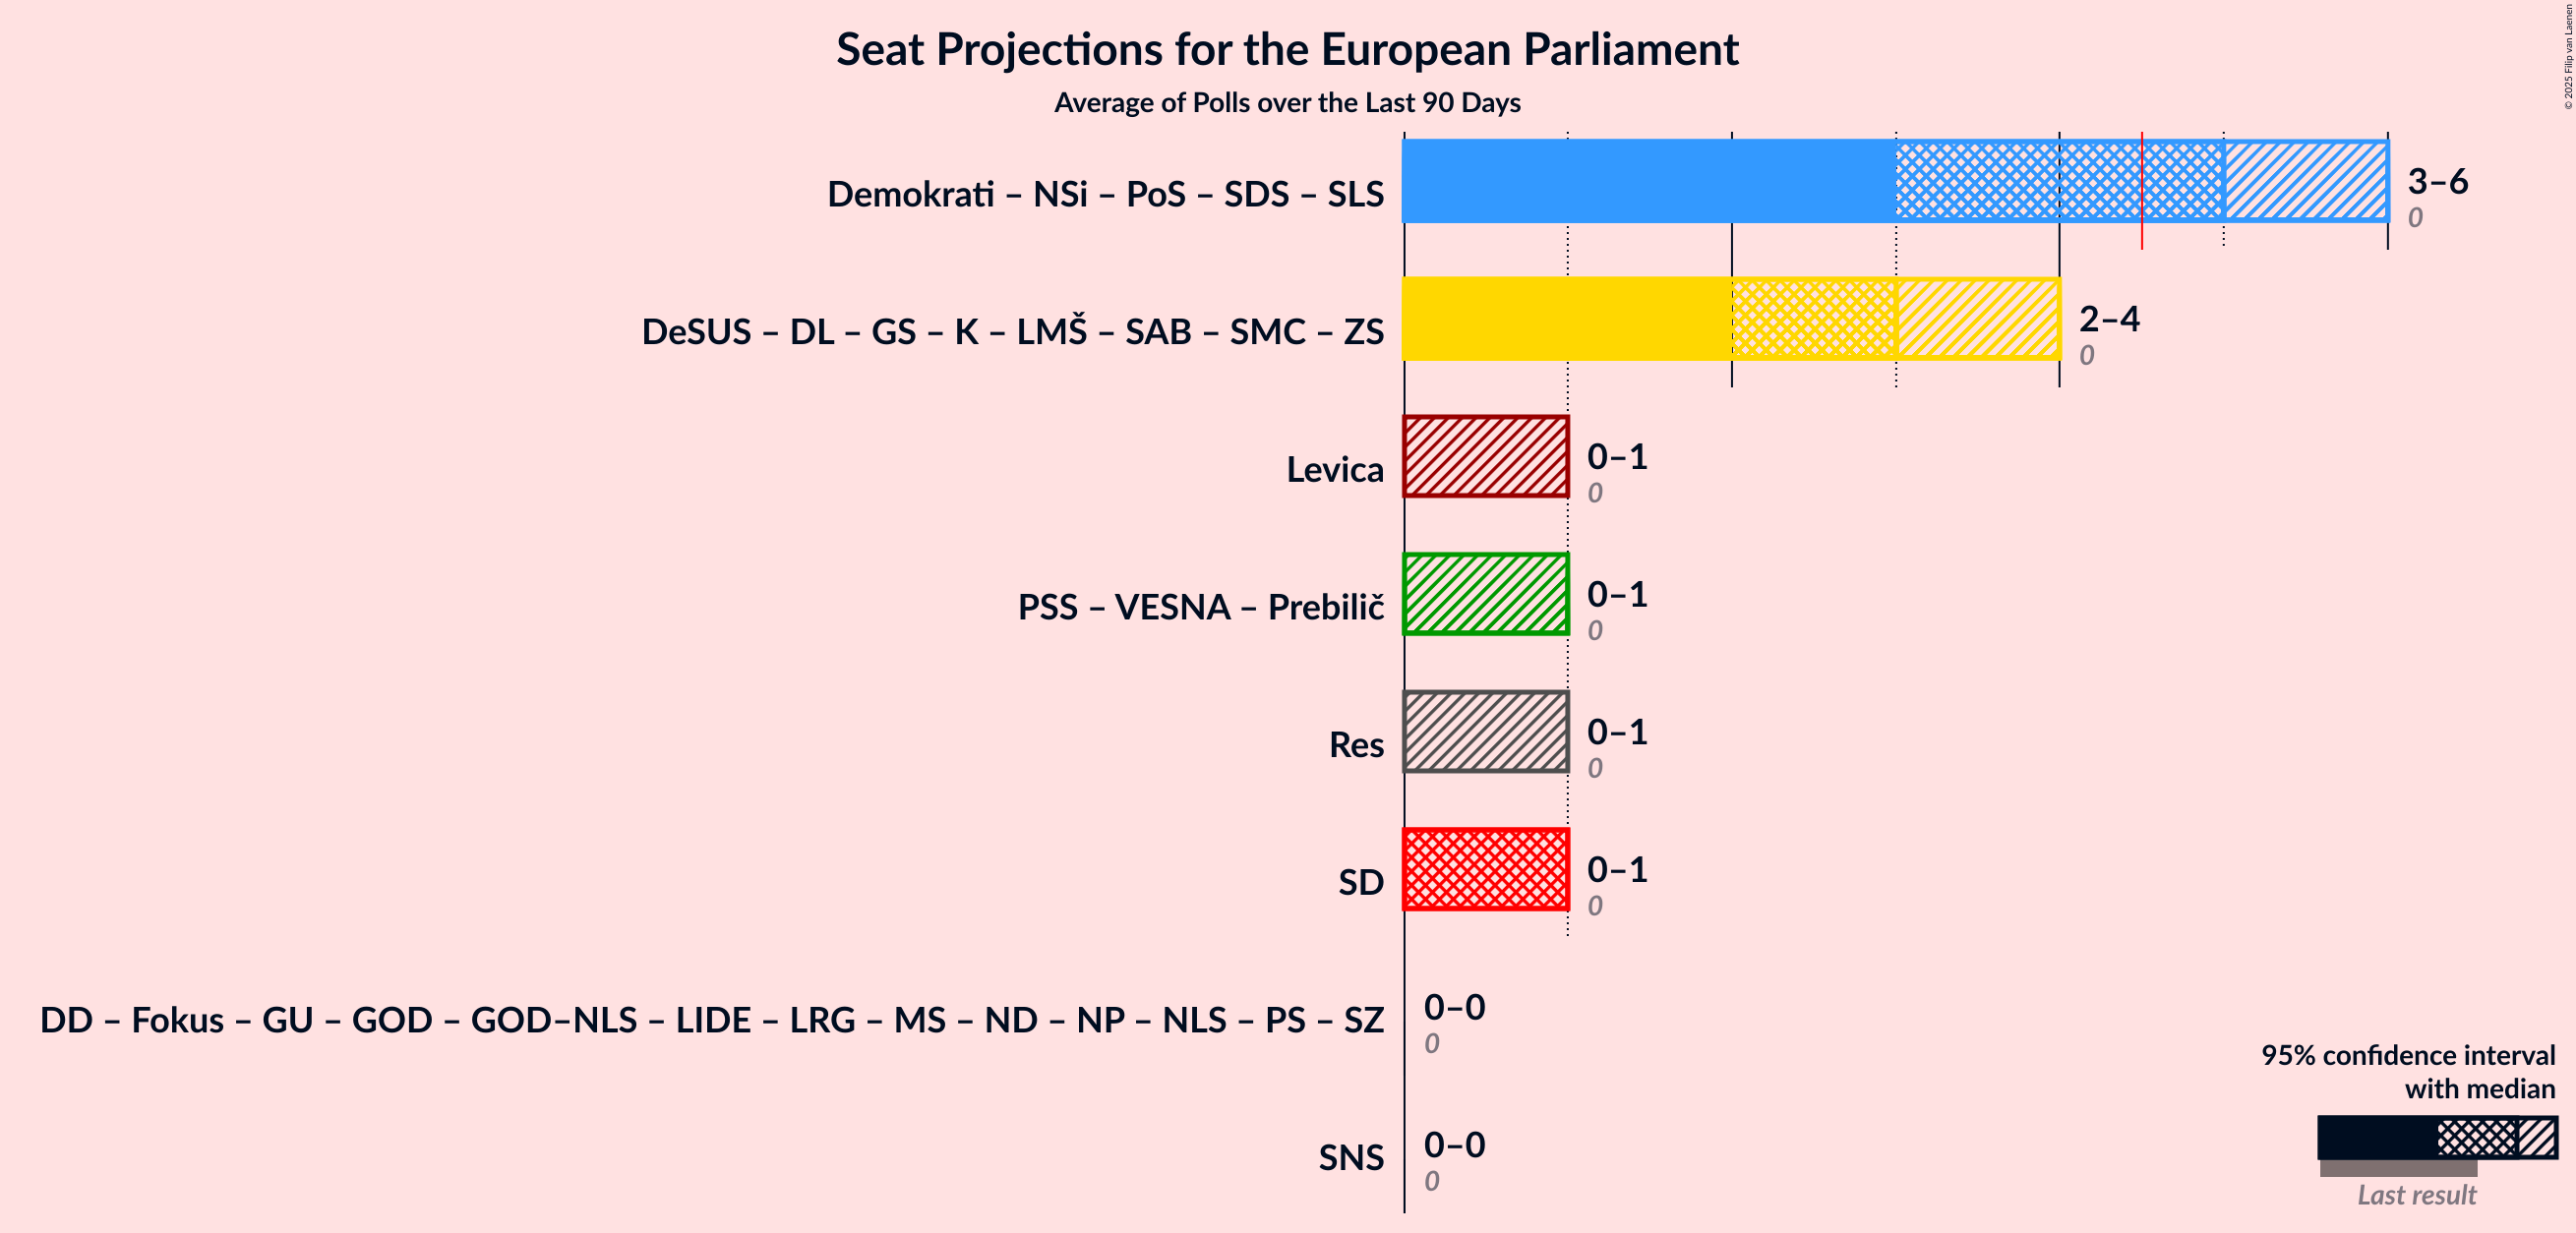 Seat Projections for the European Parliament
Average of Polls over the Last 90 Days
© 2025 Filip van Laenen
Demokrati – NSi – PoS – SDS – SLS
3–6
0
DeSUS – DL – GS – K – LMŠ – SAB – SMC – ZS
2–4
0
Levica
0–1
0
PSS – VESNA – Prebilič
0–1
0
Res
0–1
0
SD
0–1
0
DD – Fokus – GU – GOD – GOD–NLS – LIDE – LRG – MS – ND – NP – NLS – PS – SZ
0–0
0
SNS
0–0
0
95% confidence interval
with median
Last result